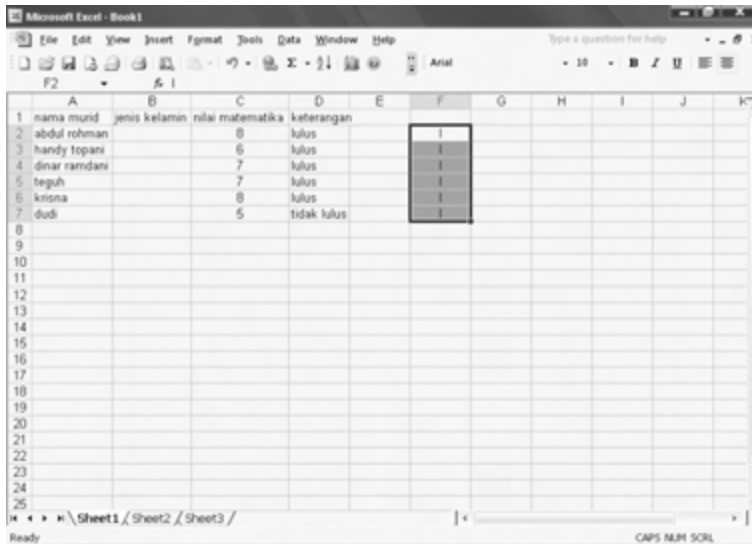 Microsoft Excel - Book1
File Edit View Insert Format Tools Data Window Help Type a question for help
Arial 10 B I U
F2 fx I
A B C D E F G H I J K
1 nama murid jenis kelamin nilai matematika keterangan
2 abdul rohman 8 lulus I
3 handy topani 6 lulus I
4 dinar ramdani 7 lulus I
5 teguh 7 lulus I
6 krisna 8 lulus I
7 dudi 5 tidak lulus I
8
9
10
11
12
13
14
15
16
17
18
19
20
21
22
23
24
25
Sheet1 Sheet2 Sheet3
Ready CAPS NUM SCRL